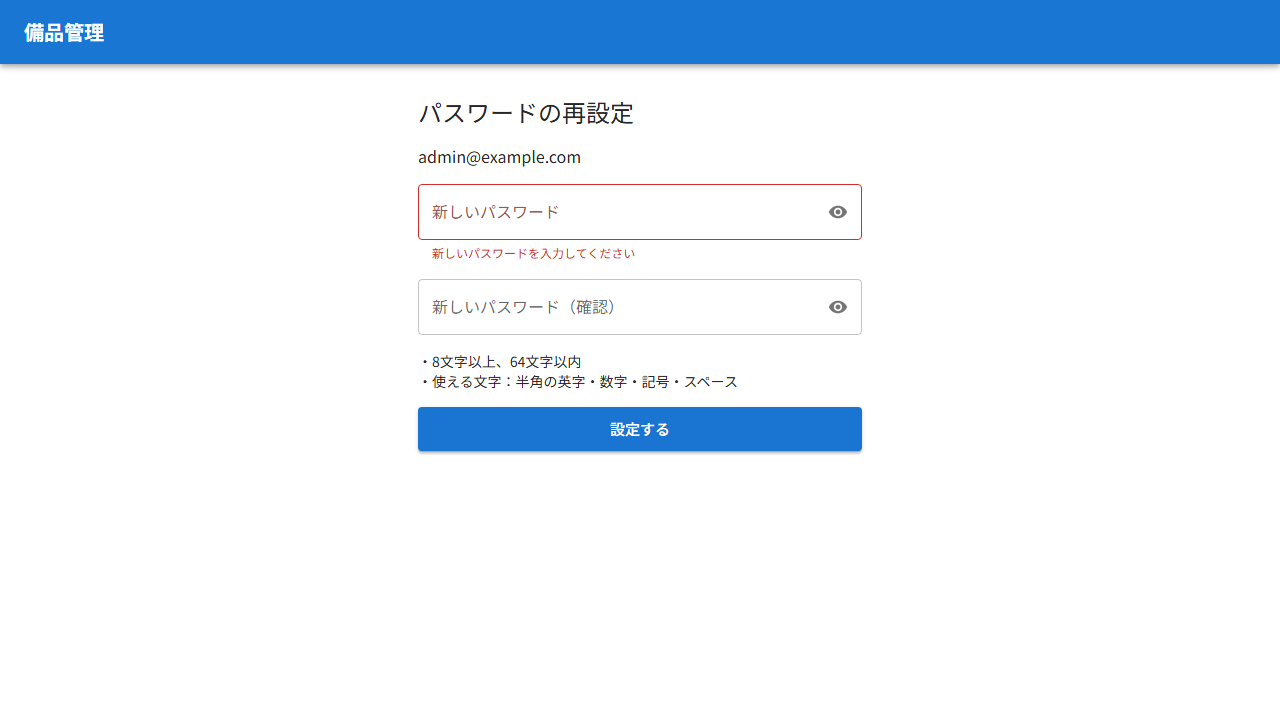 備品管理
パスワードの再設定
admin@example.com
新しいパスワード
新しいパスワードを入力してください
新しいパスワード（確認）
・8文字以上、64文字以内
・使える文字：半角の英字・数字・記号・スペース
設定する